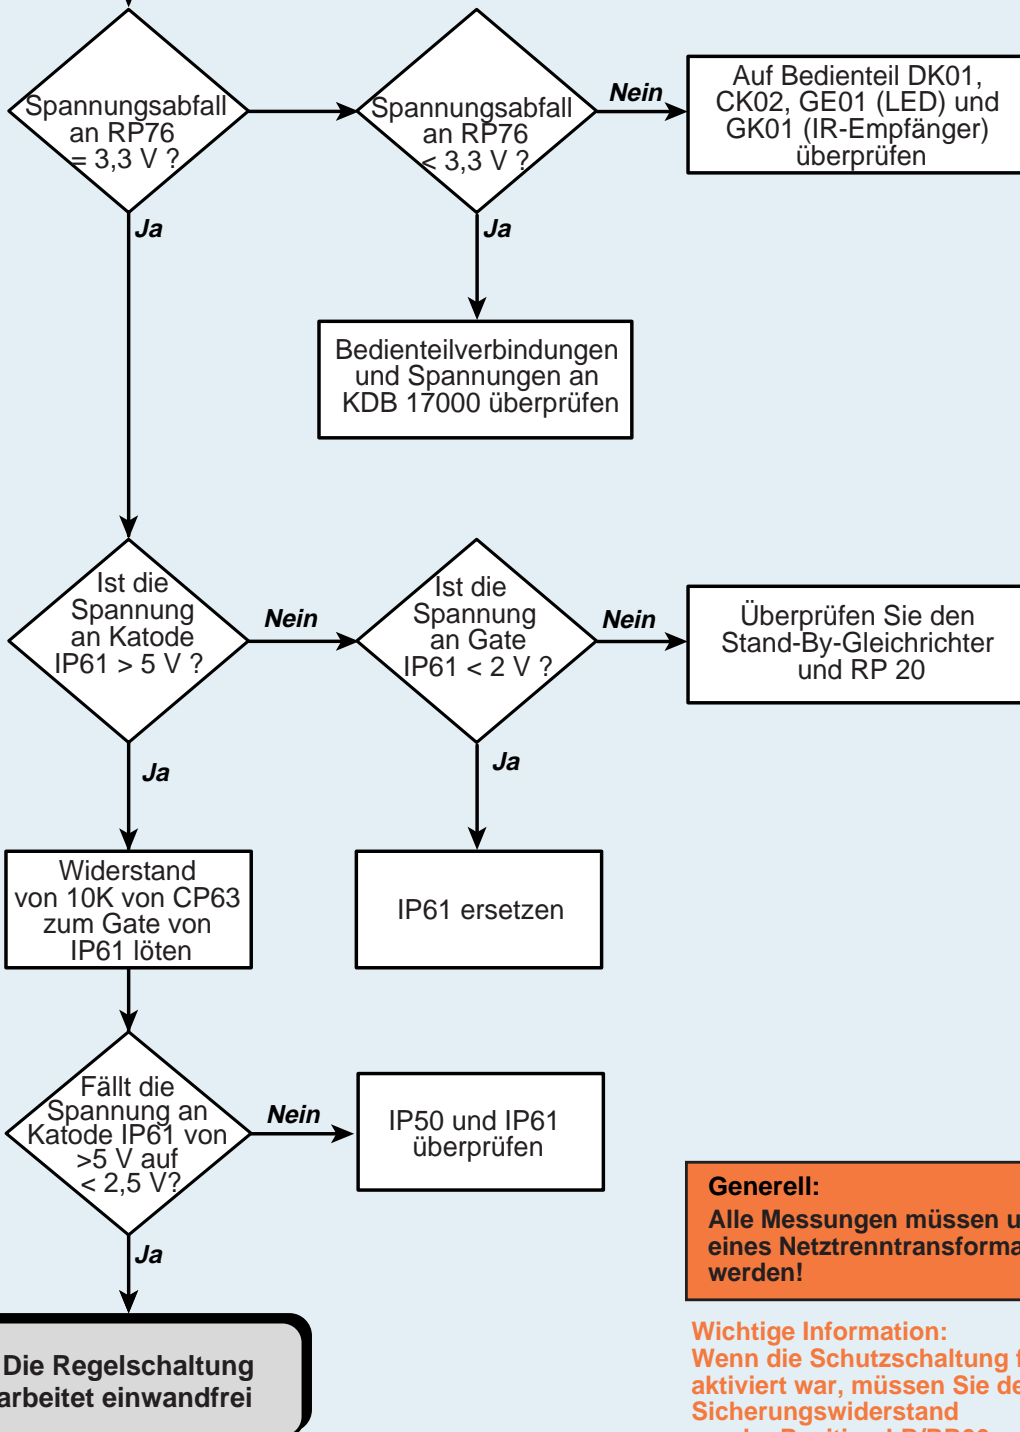 Spannungsabfall
an RP76
= 3,3 V ?
Spannungsabfall
an RP76
< 3,3 V ?
Nein
Auf Bedienteil DK01,
CK02, GE01 (LED) und
GK01 (IR-Empfänger)
überprüfen
Ja
Ja
Bedienteilverbindungen
und Spannungen an
KDB 17000 überprüfen
Ist die
Spannung
an Katode
IP61 > 5 V ?
Nein
Ist die
Spannung
an Gate
IP61 < 2 V ?
Nein
Überprüfen Sie den
Stand-By-Gleichrichter
und RP 20
Ja
Ja
Widerstand
von 10K von CP63
zum Gate von
IP61 löten
IP61 ersetzen
Fällt die
Spannung an
Katode IP61 von
>5 V auf
< 2,5 V?
Nein
IP50 und IP61
überprüfen
Ja
Die Regelschaltung
arbeitet einwandfrei
Generell:
Alle Messungen müssen u
eines Netztrenntransforma
werden!
Wichtige Information:
Wenn die Schutzschaltung f
aktiviert war, müssen Sie de
Sicherungswiderstand